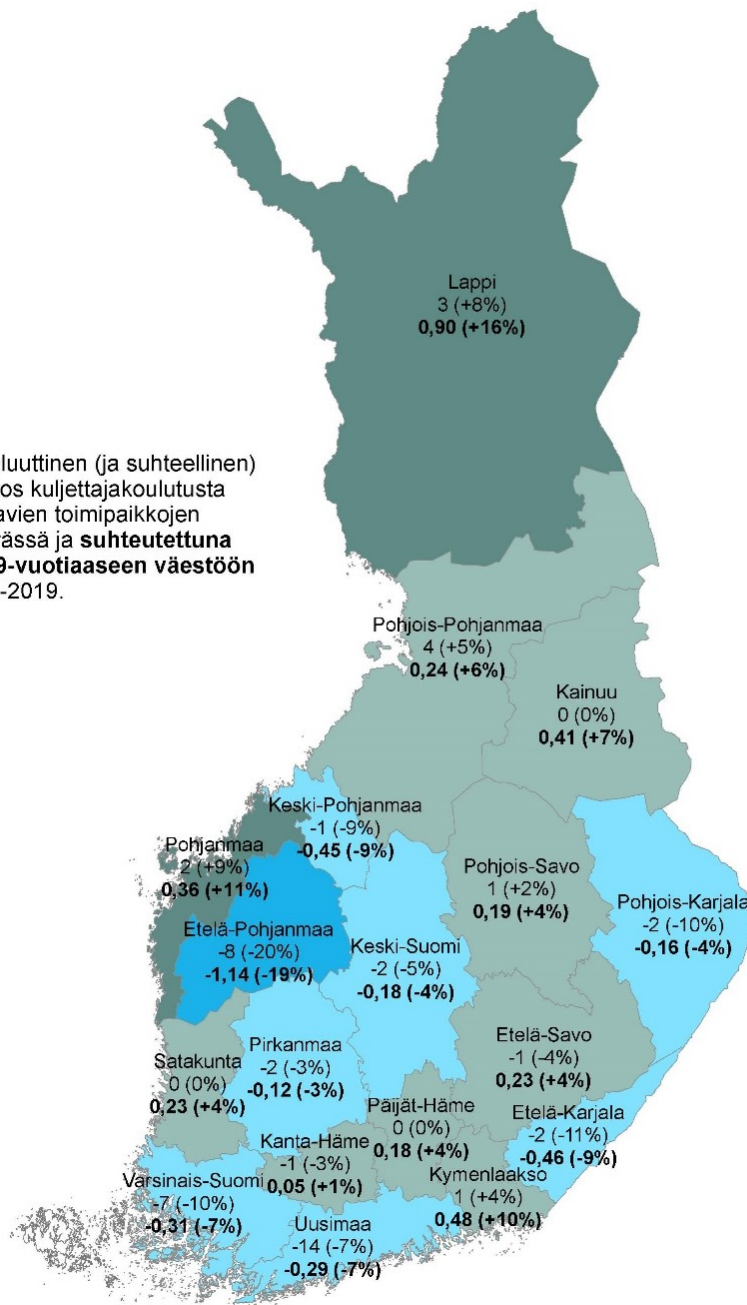 Lappi
3 (+8%)
0,90 (+16%)
luuttinen (ja suhteellinen)
os kuljettajakoulutusta
avien toimipaikkojen
ässä ja suhteutettuna
9-vuotiaaseen väestöön
-2019.
Pohjois-Pohjanmaa
4 (+5%)
0,24 (+6%)
Kainuu
0 (0%)
0,41 (+7%)
Keski-Pohjanmaa
-1 (-9%)
-0,45 (-9%)
Pohjanmaa
2 (+9%)
0,36 (+11%)
Pohjois-Savo
1 (+2%)
0,19 (+4%)
Pohjois-Karjala
-2 (-10%)
-0,16 (-4%)
Etelä-Pohjanmaa
-8 (-20%)
-1,14 (-19%)
Keski-Suomi
-2 (-5%)
-0,18 (-4%)
Etelä-Savo
-1 (-4%)
0,23 (+4%)
Pirkanmaa
-2 (-3%)
-0,12 (-3%)
Satakunta
0 (0%)
0,23 (+4%)
Päijät-Häme
0 (0%)
0,18 (+4%)
Etelä-Karjala
-2 (-11%)
-0,46 (-9%)
Kanta-Häme
-1 (-3%)
0,05 (+1%)
Kymenlaakso
1 (+4%)
0,48 (+10%)
Varsinais-Suomi
-7 (-10%)
-0,31 (-7%)
Uusimaa
-14 (-7%)
-0,29 (-7%)